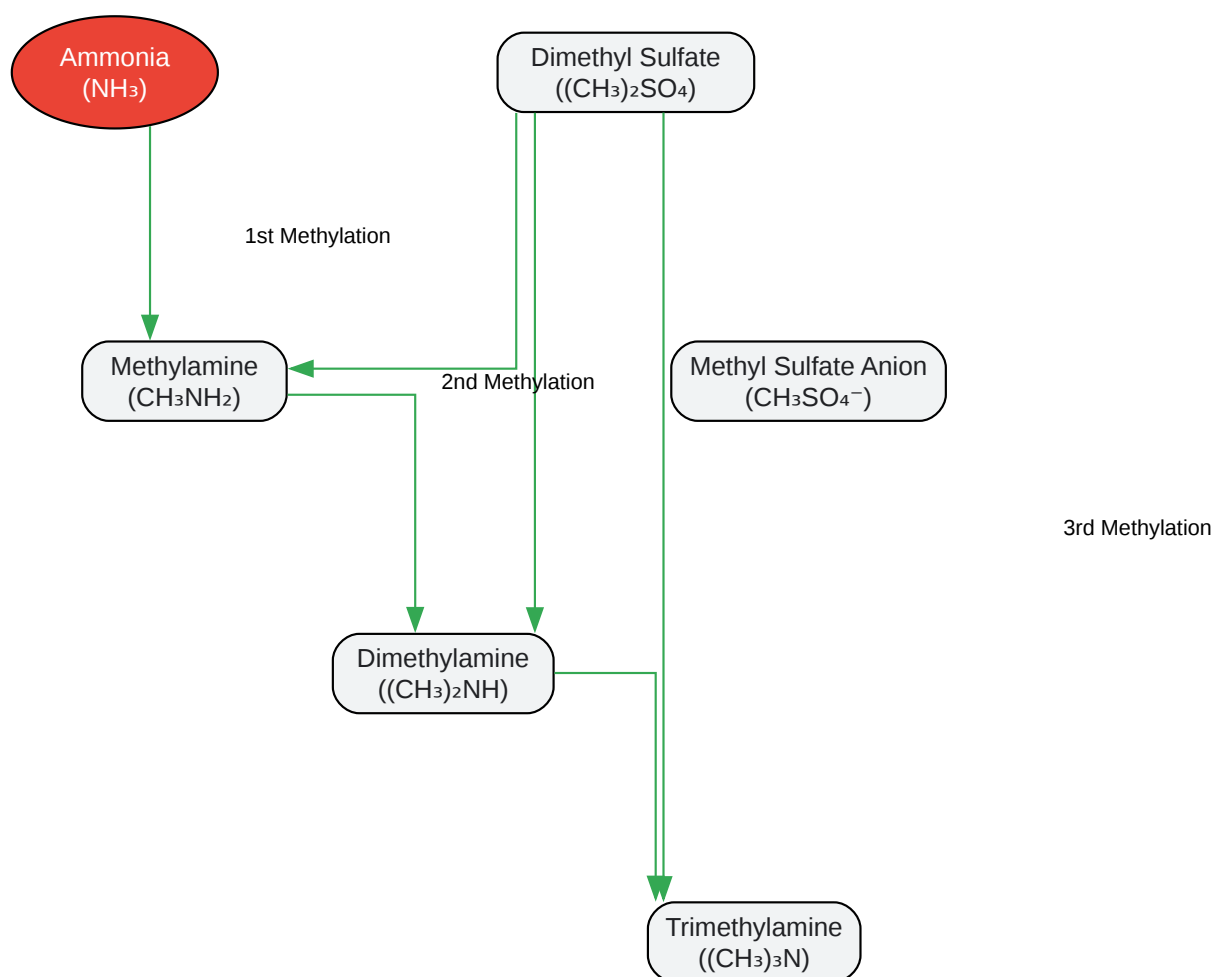 Ammonia
(NH₃)
Dimethyl Sulfate
((CH₃)₂SO₄)
1st Methylation
Methylamine
(CH₃NH₂)
2nd Methylation
Methyl Sulfate Anion
(CH₃SO₄⁻)
3rd Methylation
Dimethylamine
((CH₃)₂NH)
Trimethylamine
((CH₃)₃N)